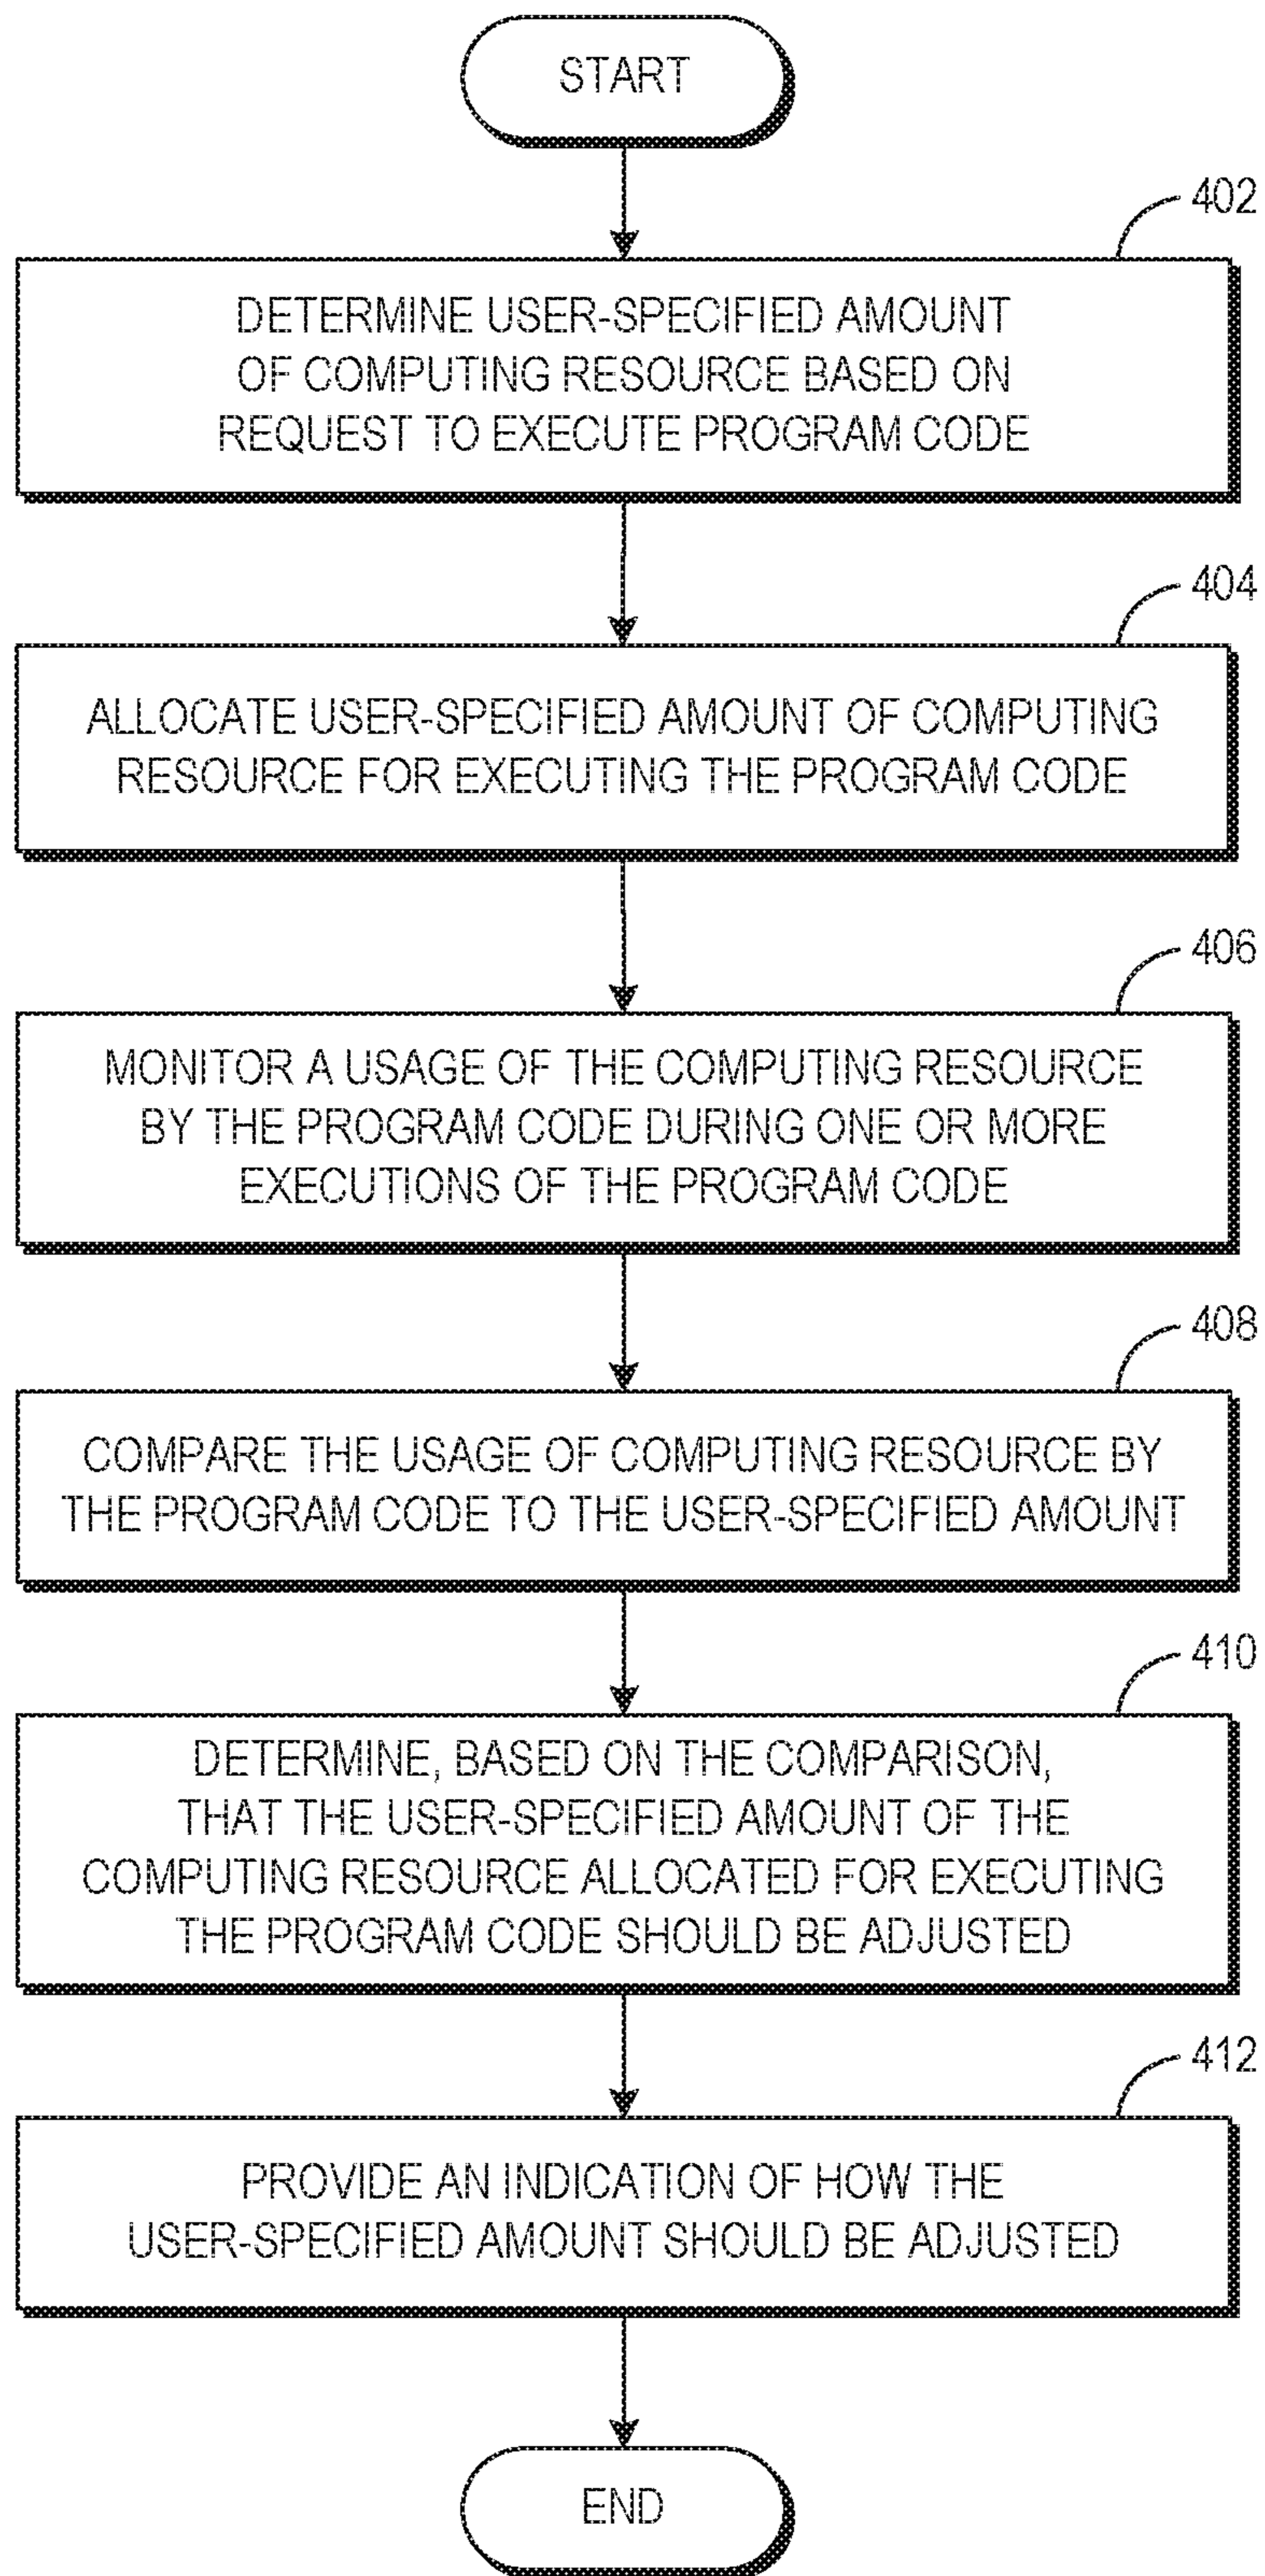 START
402
DETERMINE USER-SPECIFIED AMOUNT
OF COMPUTING RESOURCE BASED ON
REQUEST TO EXECUTE PROGRAM CODE
404
ALLOCATE USER-SPECIFIED AMOUNT OF COMPUTING
RESOURCE FOR EXECUTING THE PROGRAM CODE
406
MONITOR A USAGE OF THE COMPUTING RESOURCE
BY THE PROGRAM CODE DURING ONE OR MORE
EXECUTIONS OF THE PROGRAM CODE
408
COMPARE THE USAGE OF COMPUTING RESOURCE BY
THE PROGRAM CODE TO THE USER-SPECIFIED AMOUNT
410
DETERMINE, BASED ON THE COMPARISON,
THAT THE USER-SPECIFIED AMOUNT OF THE
COMPUTING RESOURCE ALLOCATED FOR EXECUTING
THE PROGRAM CODE SHOULD BE ADJUSTED
412
PROVIDE AN INDICATION OF HOW THE
USER-SPECIFIED AMOUNT SHOULD BE ADJUSTED
END